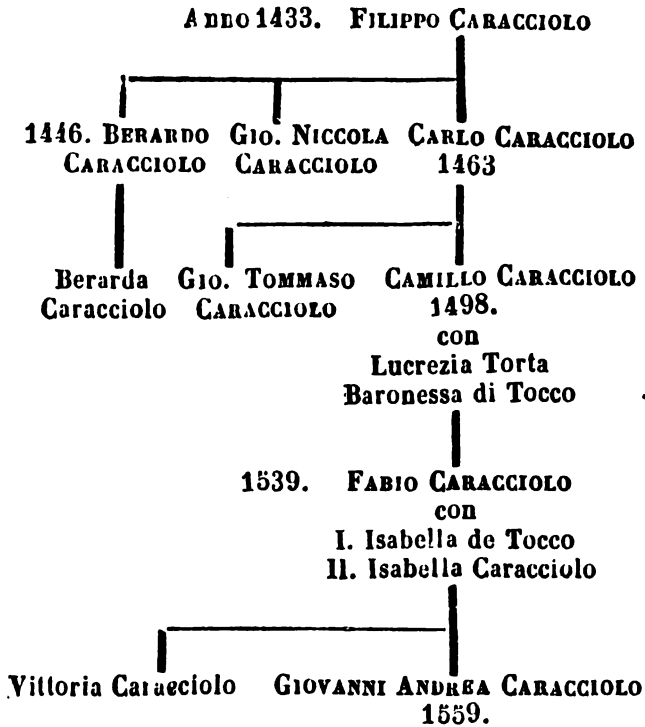 Anno 1433. FILIPPO CARACCIOLO
1446. BERARDO GIO. NICCOLA CARLO CARACCIOLO
CARACCIOLO CARACCIOLO 1463
Berarda GIO. TOMMASO CAMILLO CARACCIOLO
Caracciolo CARACCIOLO 1498.
con
Lucrezia Torta
Baronessa di Tocco
1539. FABIO CARACCIOLO
con
I. Isabella de Tocco
II. Isabella Caracciolo
Vittoria Caracciolo GIOVANNI ANDREA CARACCIOLO
1559.